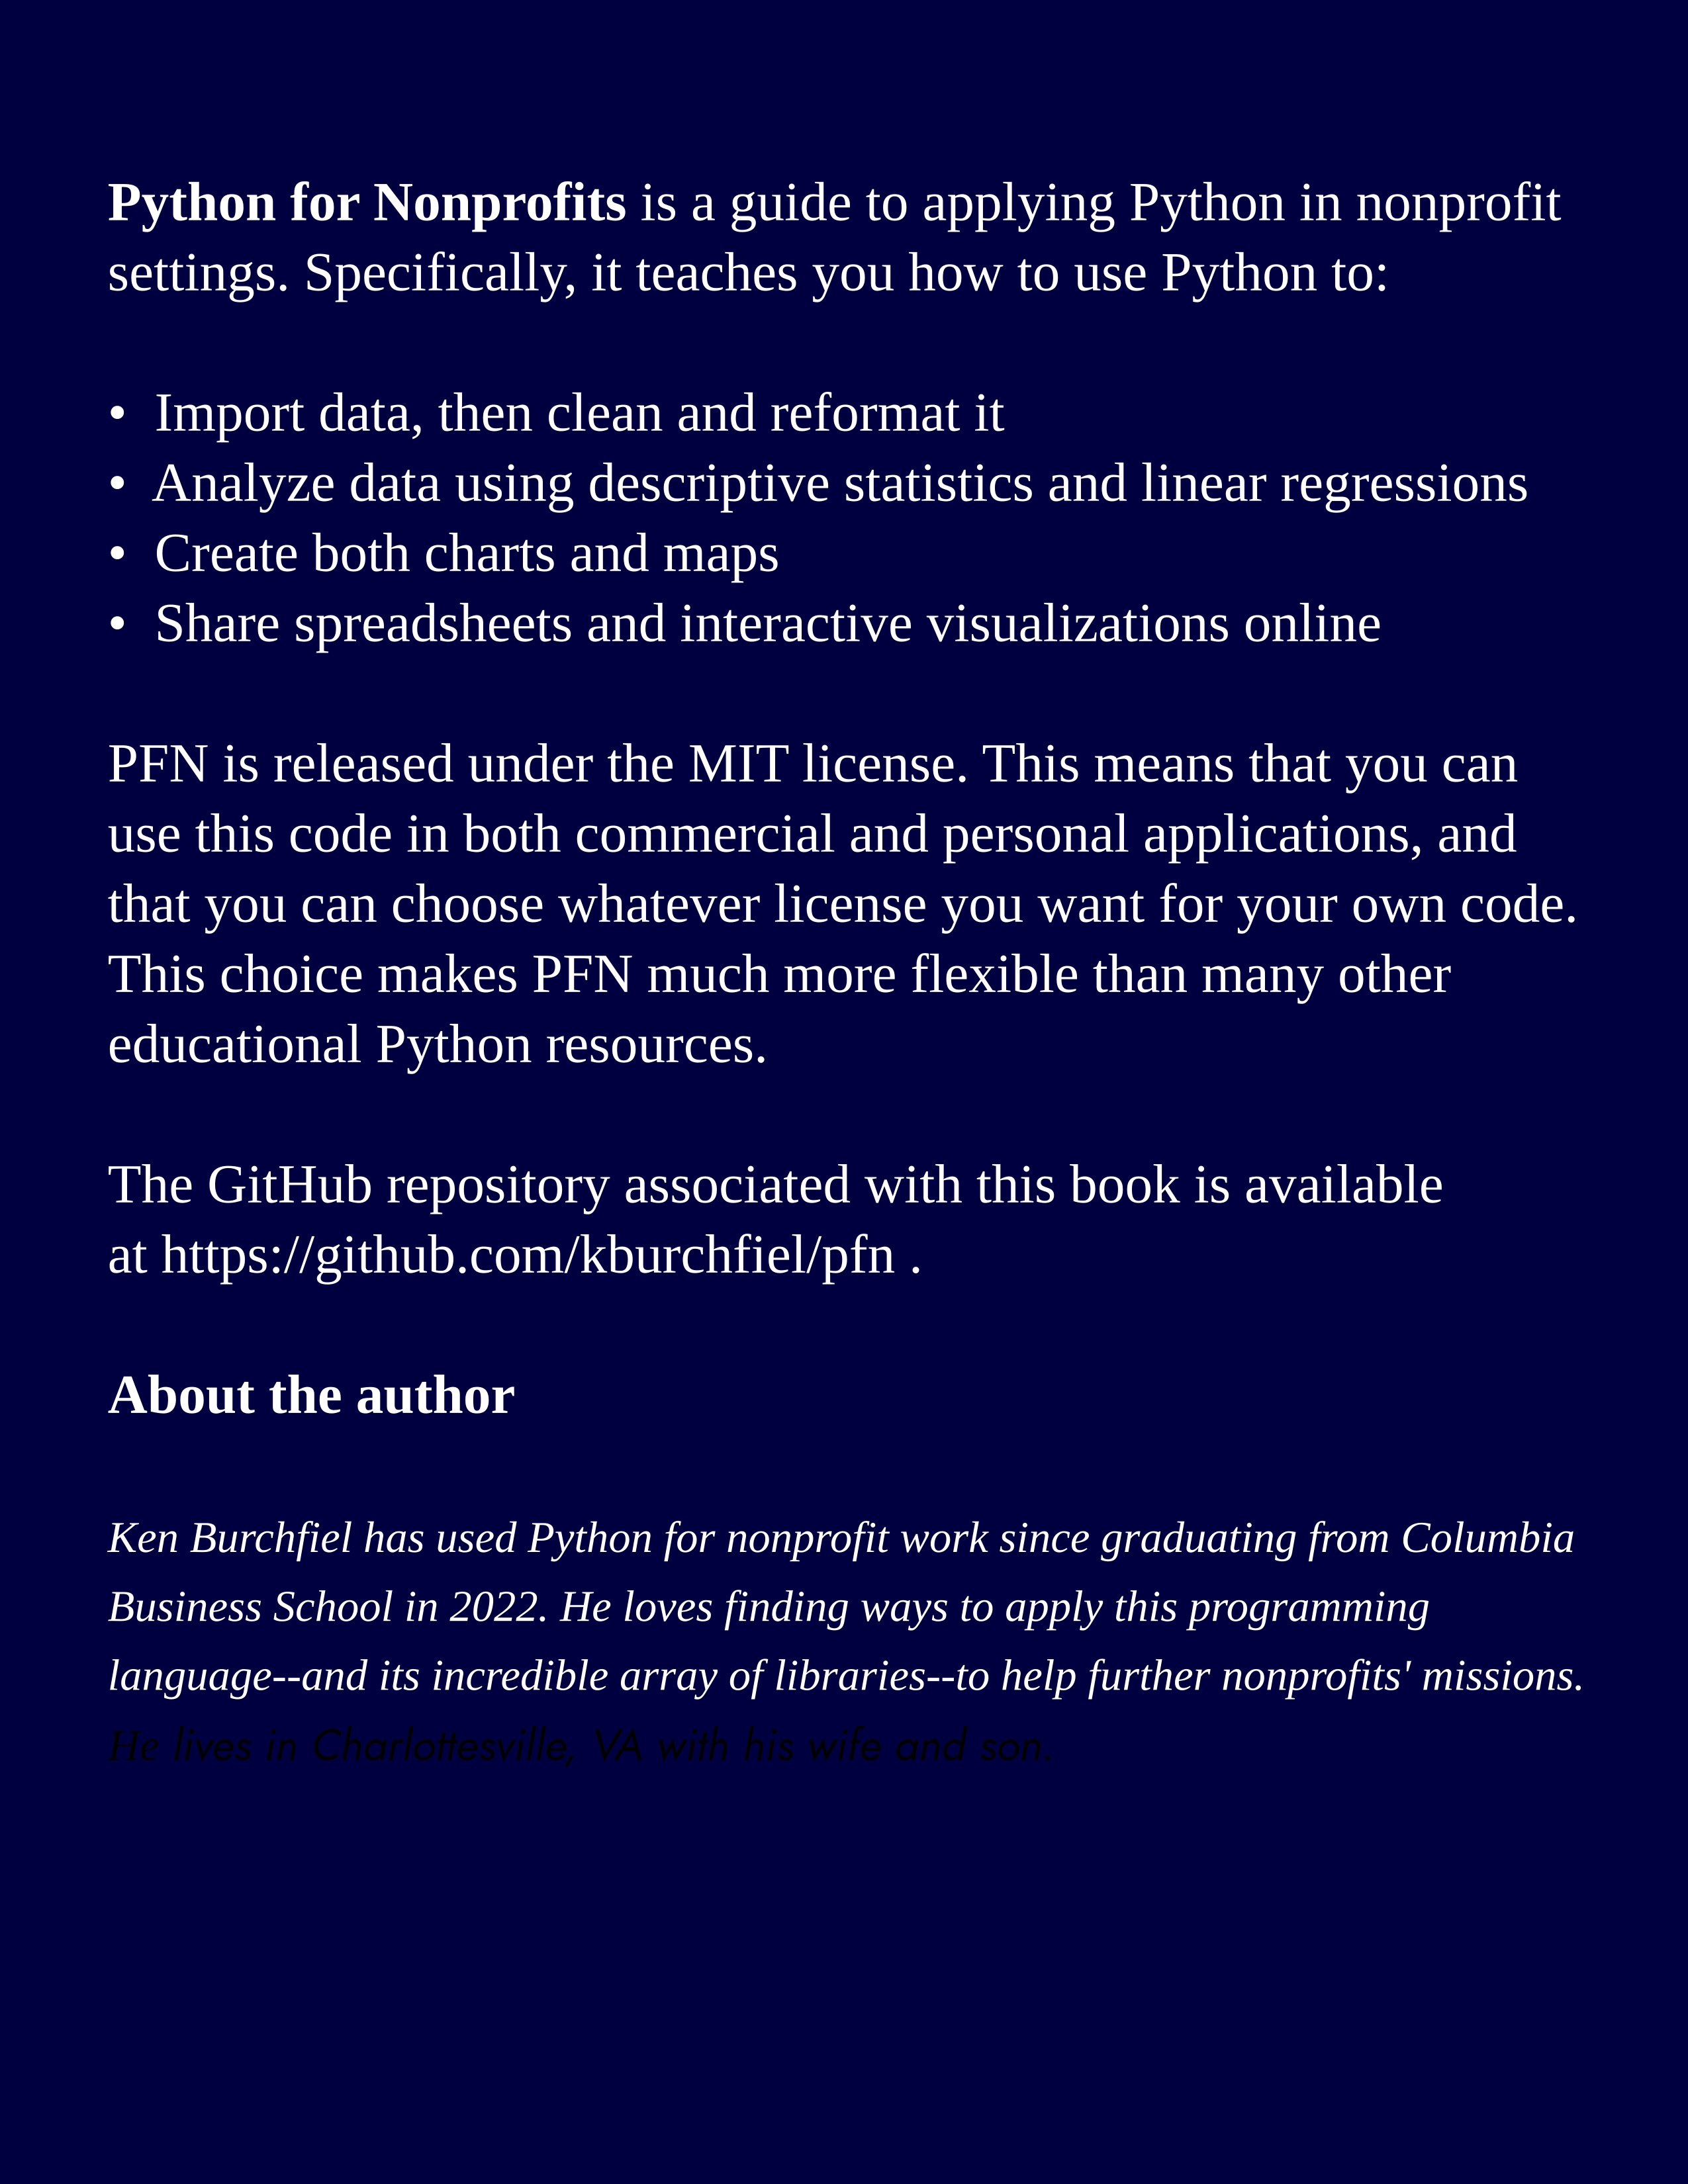 Python for Nonprofits is a guide to applying Python in nonprofit
settings. Specifically, it teaches you how to use Python to:
• Import data, then clean and reformat it
• Analyze data using descriptive statistics and linear regressions
• Create both charts and maps
• Share spreadsheets and interactive visualizations online
PFN is released under the MIT license. This means that you can
use this code in both commercial and personal applications, and
that you can choose whatever license you want for your own code.
This choice makes PFN much more flexible than many other
educational Python resources.
The GitHub repository associated with this book is available
at https://github.com/kburchfiel/pfn .
About the author
Ken Burchfiel has used Python for nonprofit work since graduating from Columbia
Business School in 2022. He loves finding ways to apply this programming
language--and its incredible array of libraries--to help further nonprofits' missions.
He lives in Charlottesville, VA with his wife and son.